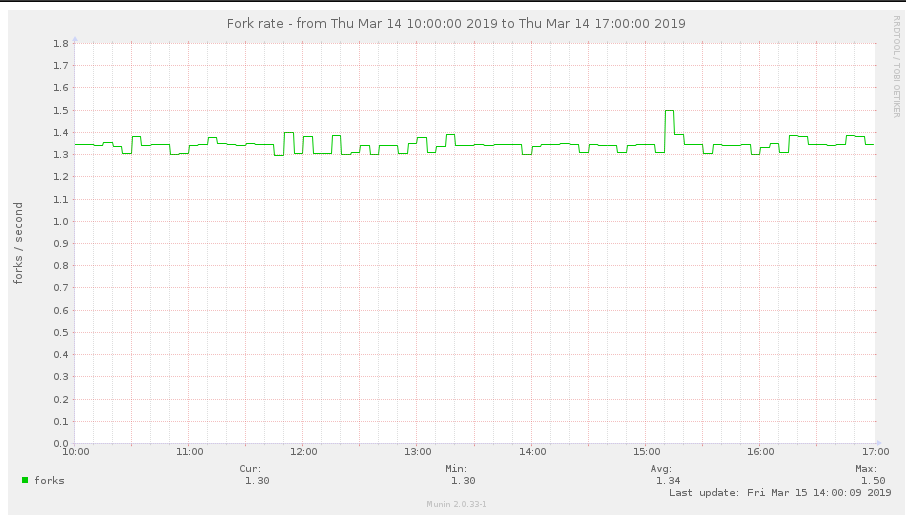 Fork rate - from Thu Mar 14 10:00:00 2019 to Thu Mar 14 17:00:00 2019
RRDTOOL / TOBI OETIKER
forks / second
1.8
1.7
1.6
1.5
1.4
1.3
1.2
1.1
1.0
0.9
0.8
0.7
0.6
0.5
0.4
0.3
0.2
0.1
0.0
10:00 11:00 12:00 13:00 14:00 15:00 16:00 17:00
Cur: Min: Avg: Max:
forks 1.30 1.30 1.34 1.50
Last update: Fri Mar 15 14:00:09 2019
Munin 2.0.33-1